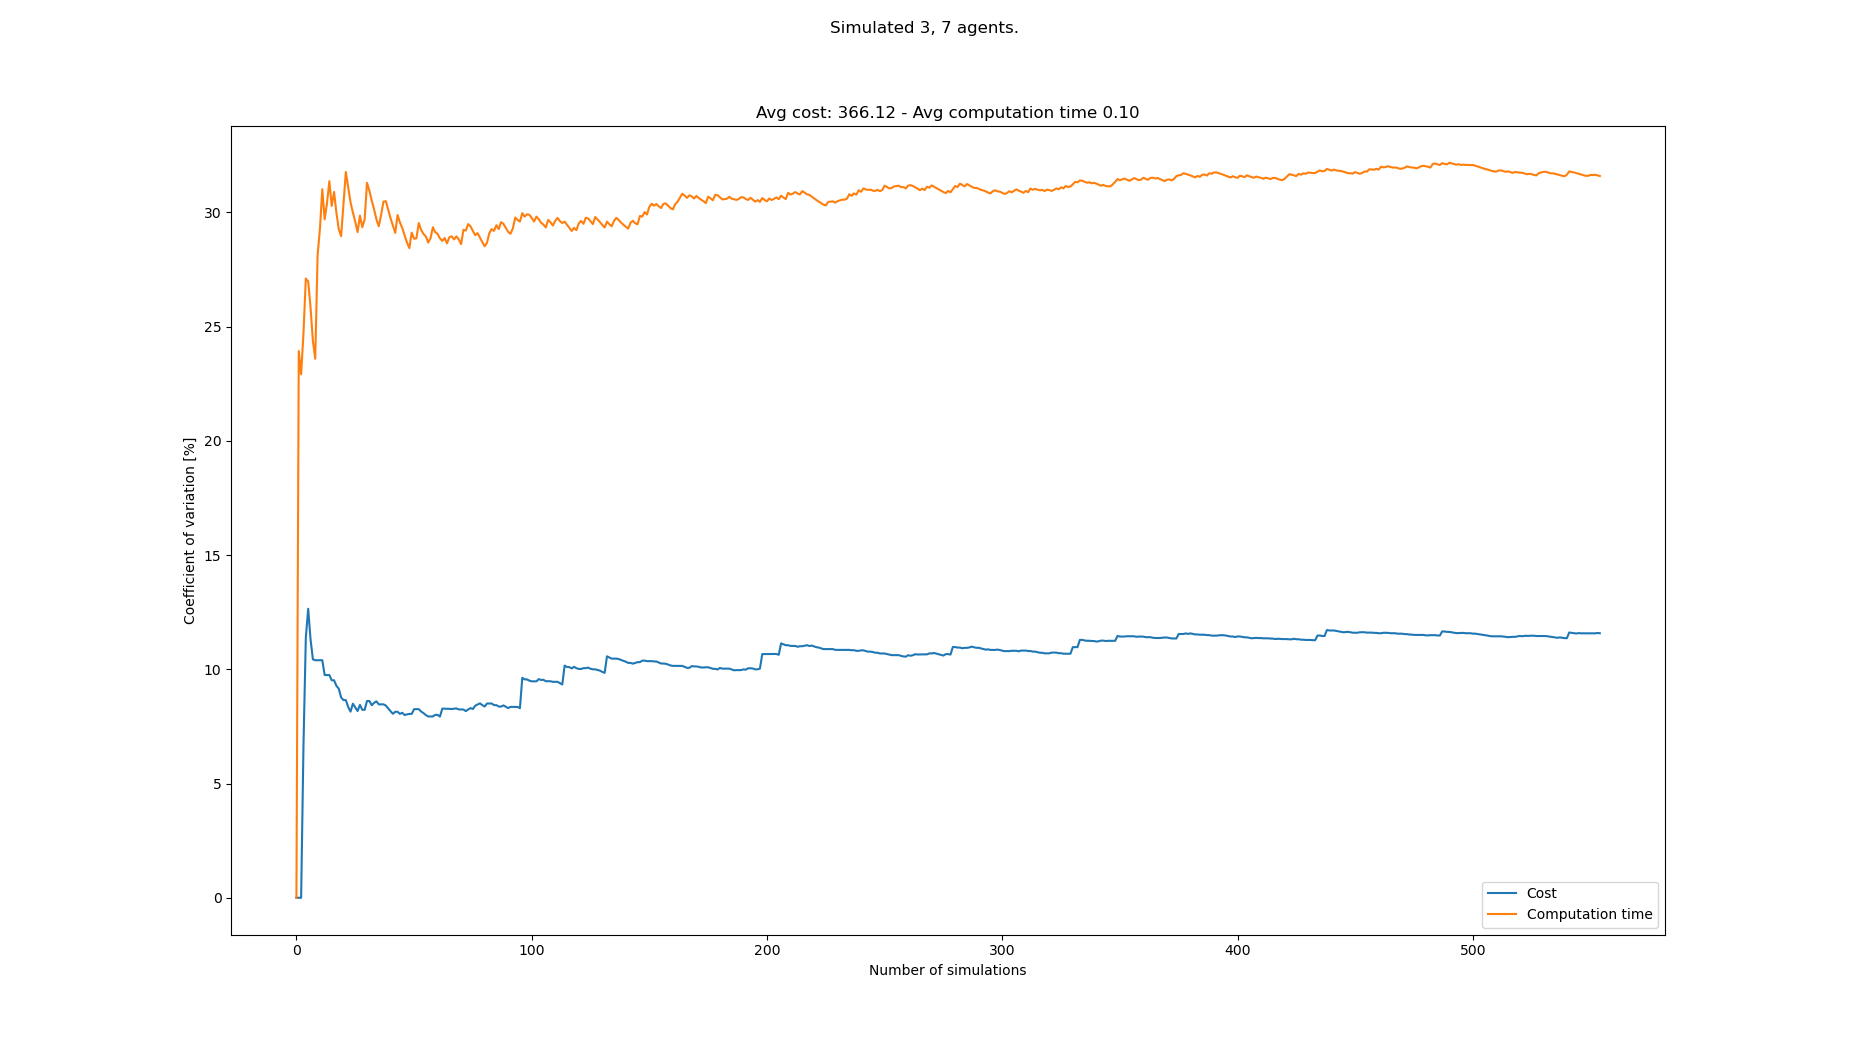 Simulated 3, 7 agents.
Avg cost: 366.12 - Avg computation time 0.10
Coefficient of variation [%]
30
25
20
15
10
5
0
0 100 200 300 400 500
Number of simulations
Cost
Computation time